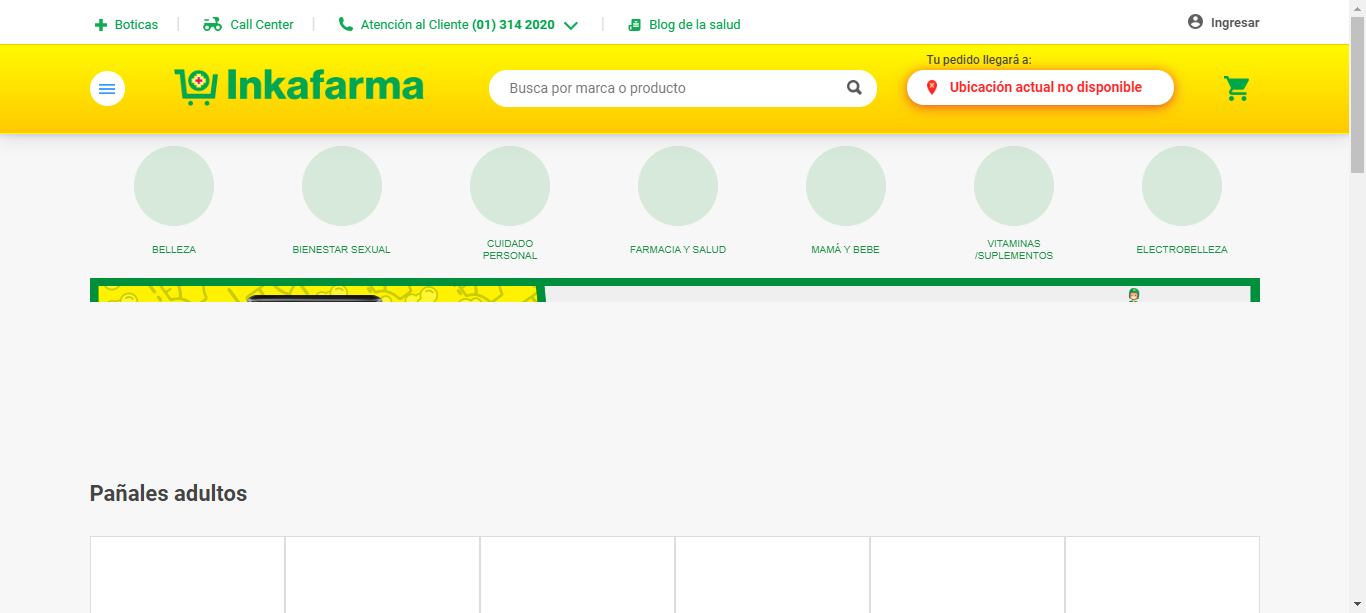 Boticas
Call Center
Atención al Cliente (01) 314 2020
Blog de la salud
Ingresar
Inkafarma
Busca por marca o producto
Tu pedido llegará a:
Ubicación actual no disponible
BELLEZA
BIENESTAR SEXUAL
CUIDADO
PERSONAL
FARMACIA Y SALUD
MAMÁ Y BEBE
VITAMINAS
/SUPLEMENTOS
ELECTROBELLEZA
Pañales adultos